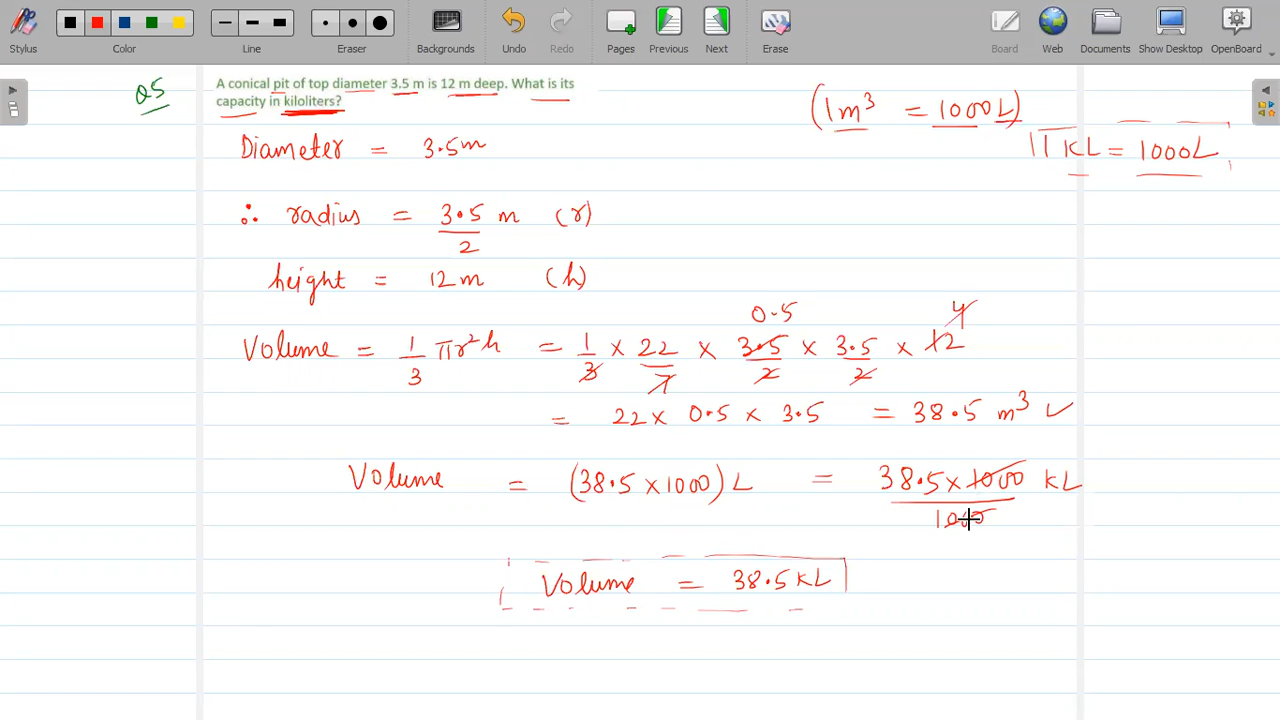 Stylus Color Line Eraser Backgrounds Undo Redo Pages Previous Next Erase Board Web Documents Show Desktop OpenBoard
Q5
A conical pit of top diameter 3.5 m is 12 m deep. What is its
capacity in kiloliters?
(1m³ = 1000L)
1 KL = 1000L
Diameter = 3.5m
∴ radius = 3.5/2 m (r)
height = 12m (h)
0.5 4
Volume = 1/3 πr²h = 1/3 × 22/7 × 3.5/2 × 3.5/2 × 12
= 22 × 0.5 × 3.5 = 38.5 m³ ✓
Volume = (38.5 × 1000) L = 38.5 × 1000/1000 KL
Volume = 38.5 KL